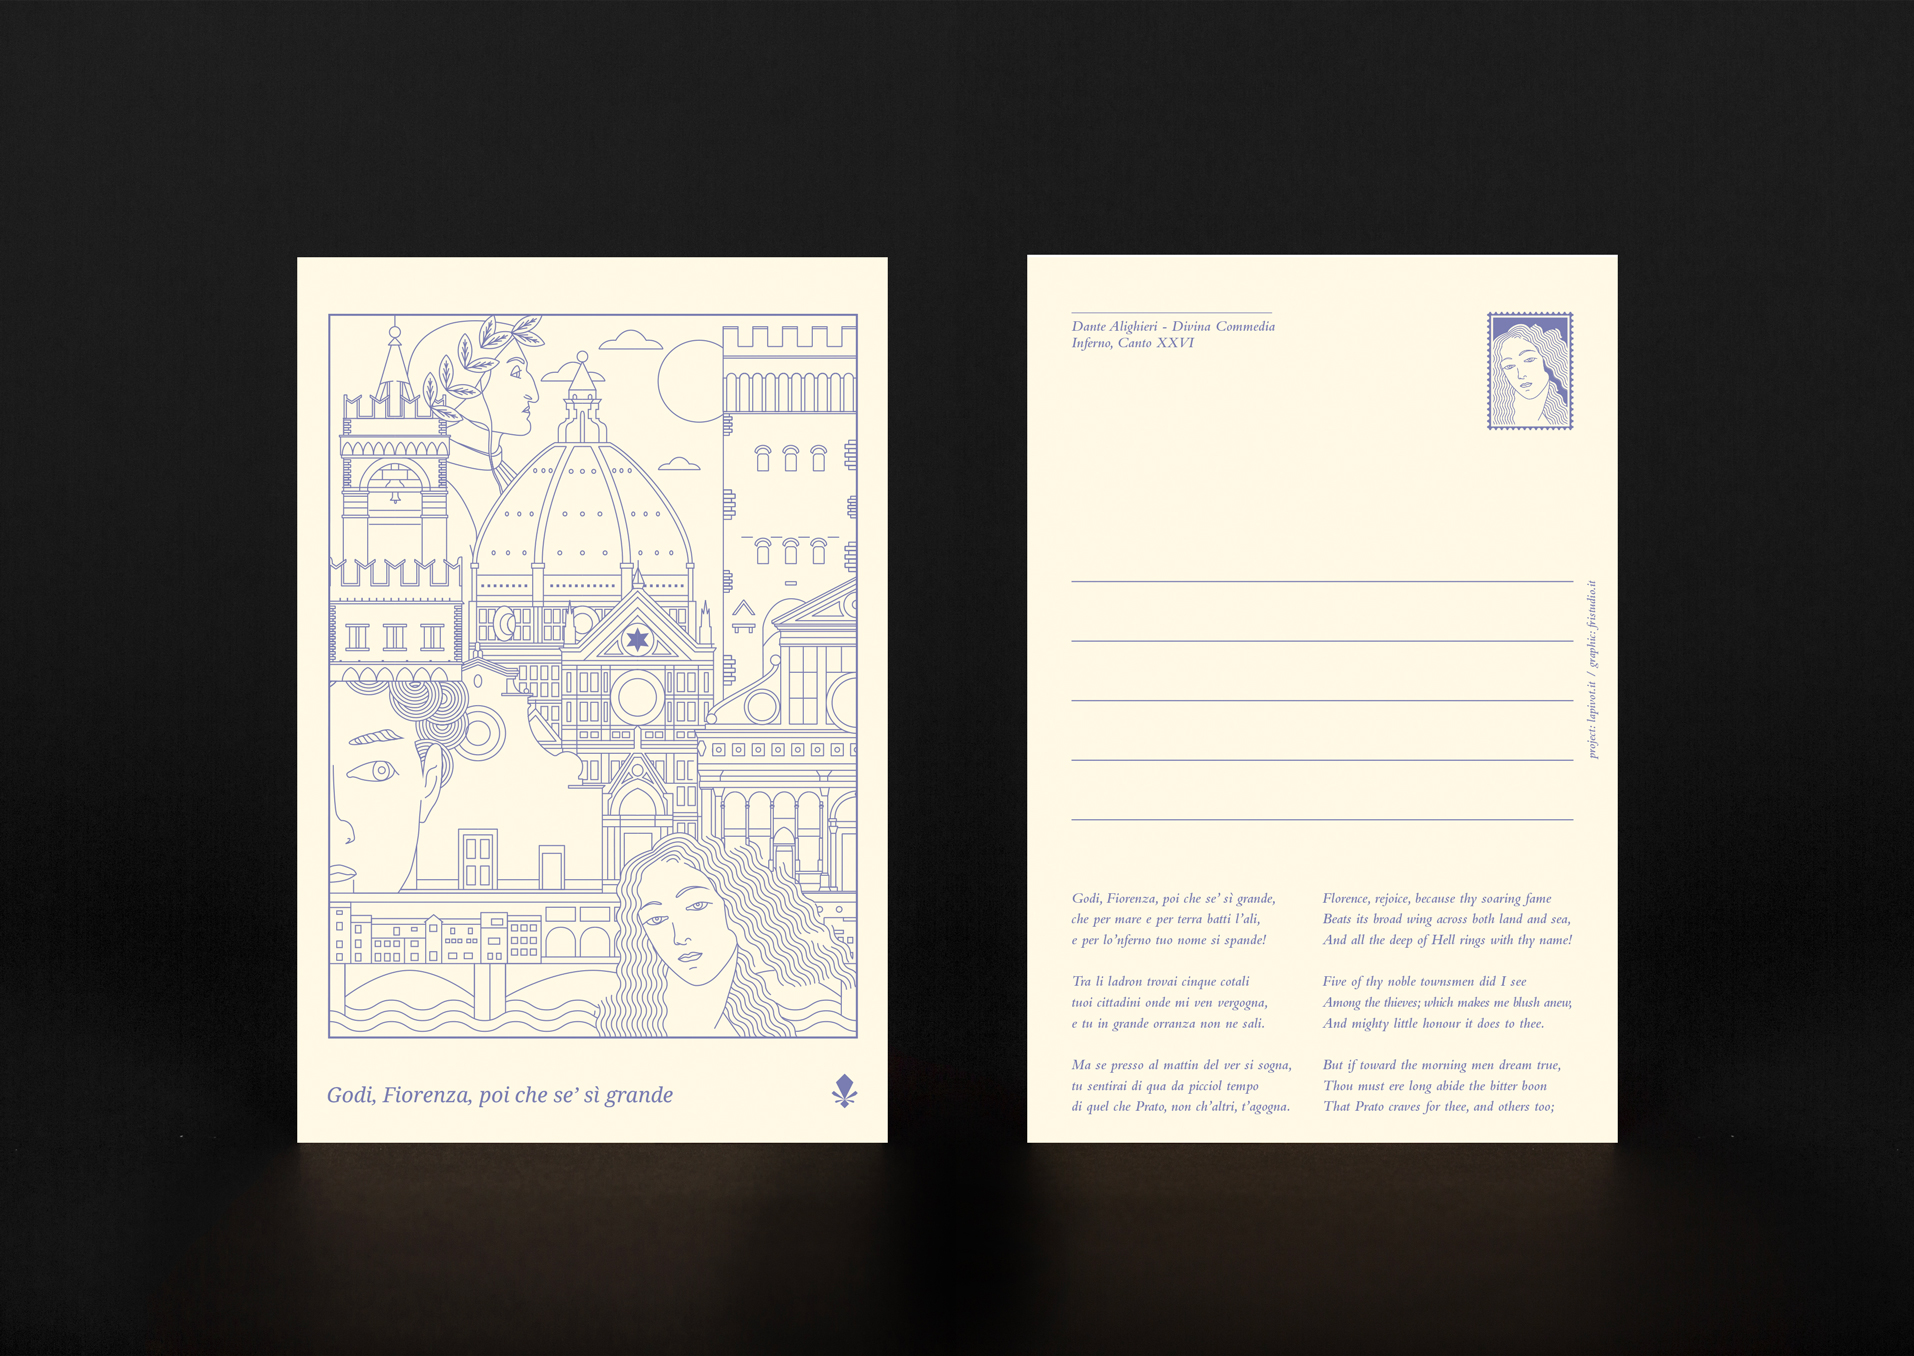 Godi, Fiorenza, poi che se’ sì grande
Dante Alighieri - Divina Commedia
Inferno, Canto XXVI
project: lapivot.it / graphic: fristudio.it
Godi, Fiorenza, poi che se’ sì grande,
che per mare e per terra batti l’ali,
e per lo’nferno tuo nome si spande!
Tra li ladron trovai cinque cotali
tuoi cittadini onde mi ven vergogna,
e tu in grande orranza non ne sali.
Ma se presso al mattin del ver si sogna,
tu sentirai di qua da picciol tempo
di quel che Prato, non ch’altri, t’agogna.
Florence, rejoice, because thy soaring fame
Beats its broad wing across both land and sea,
And all the deep of Hell rings with thy name!
Five of thy noble townsmen did I see
Among the thieves; which makes me blush anew,
And mighty little honour it does to thee.
But if toward the morning men dream true,
Thou must ere long abide the bitter boon
That Prato craves for thee, and others too;